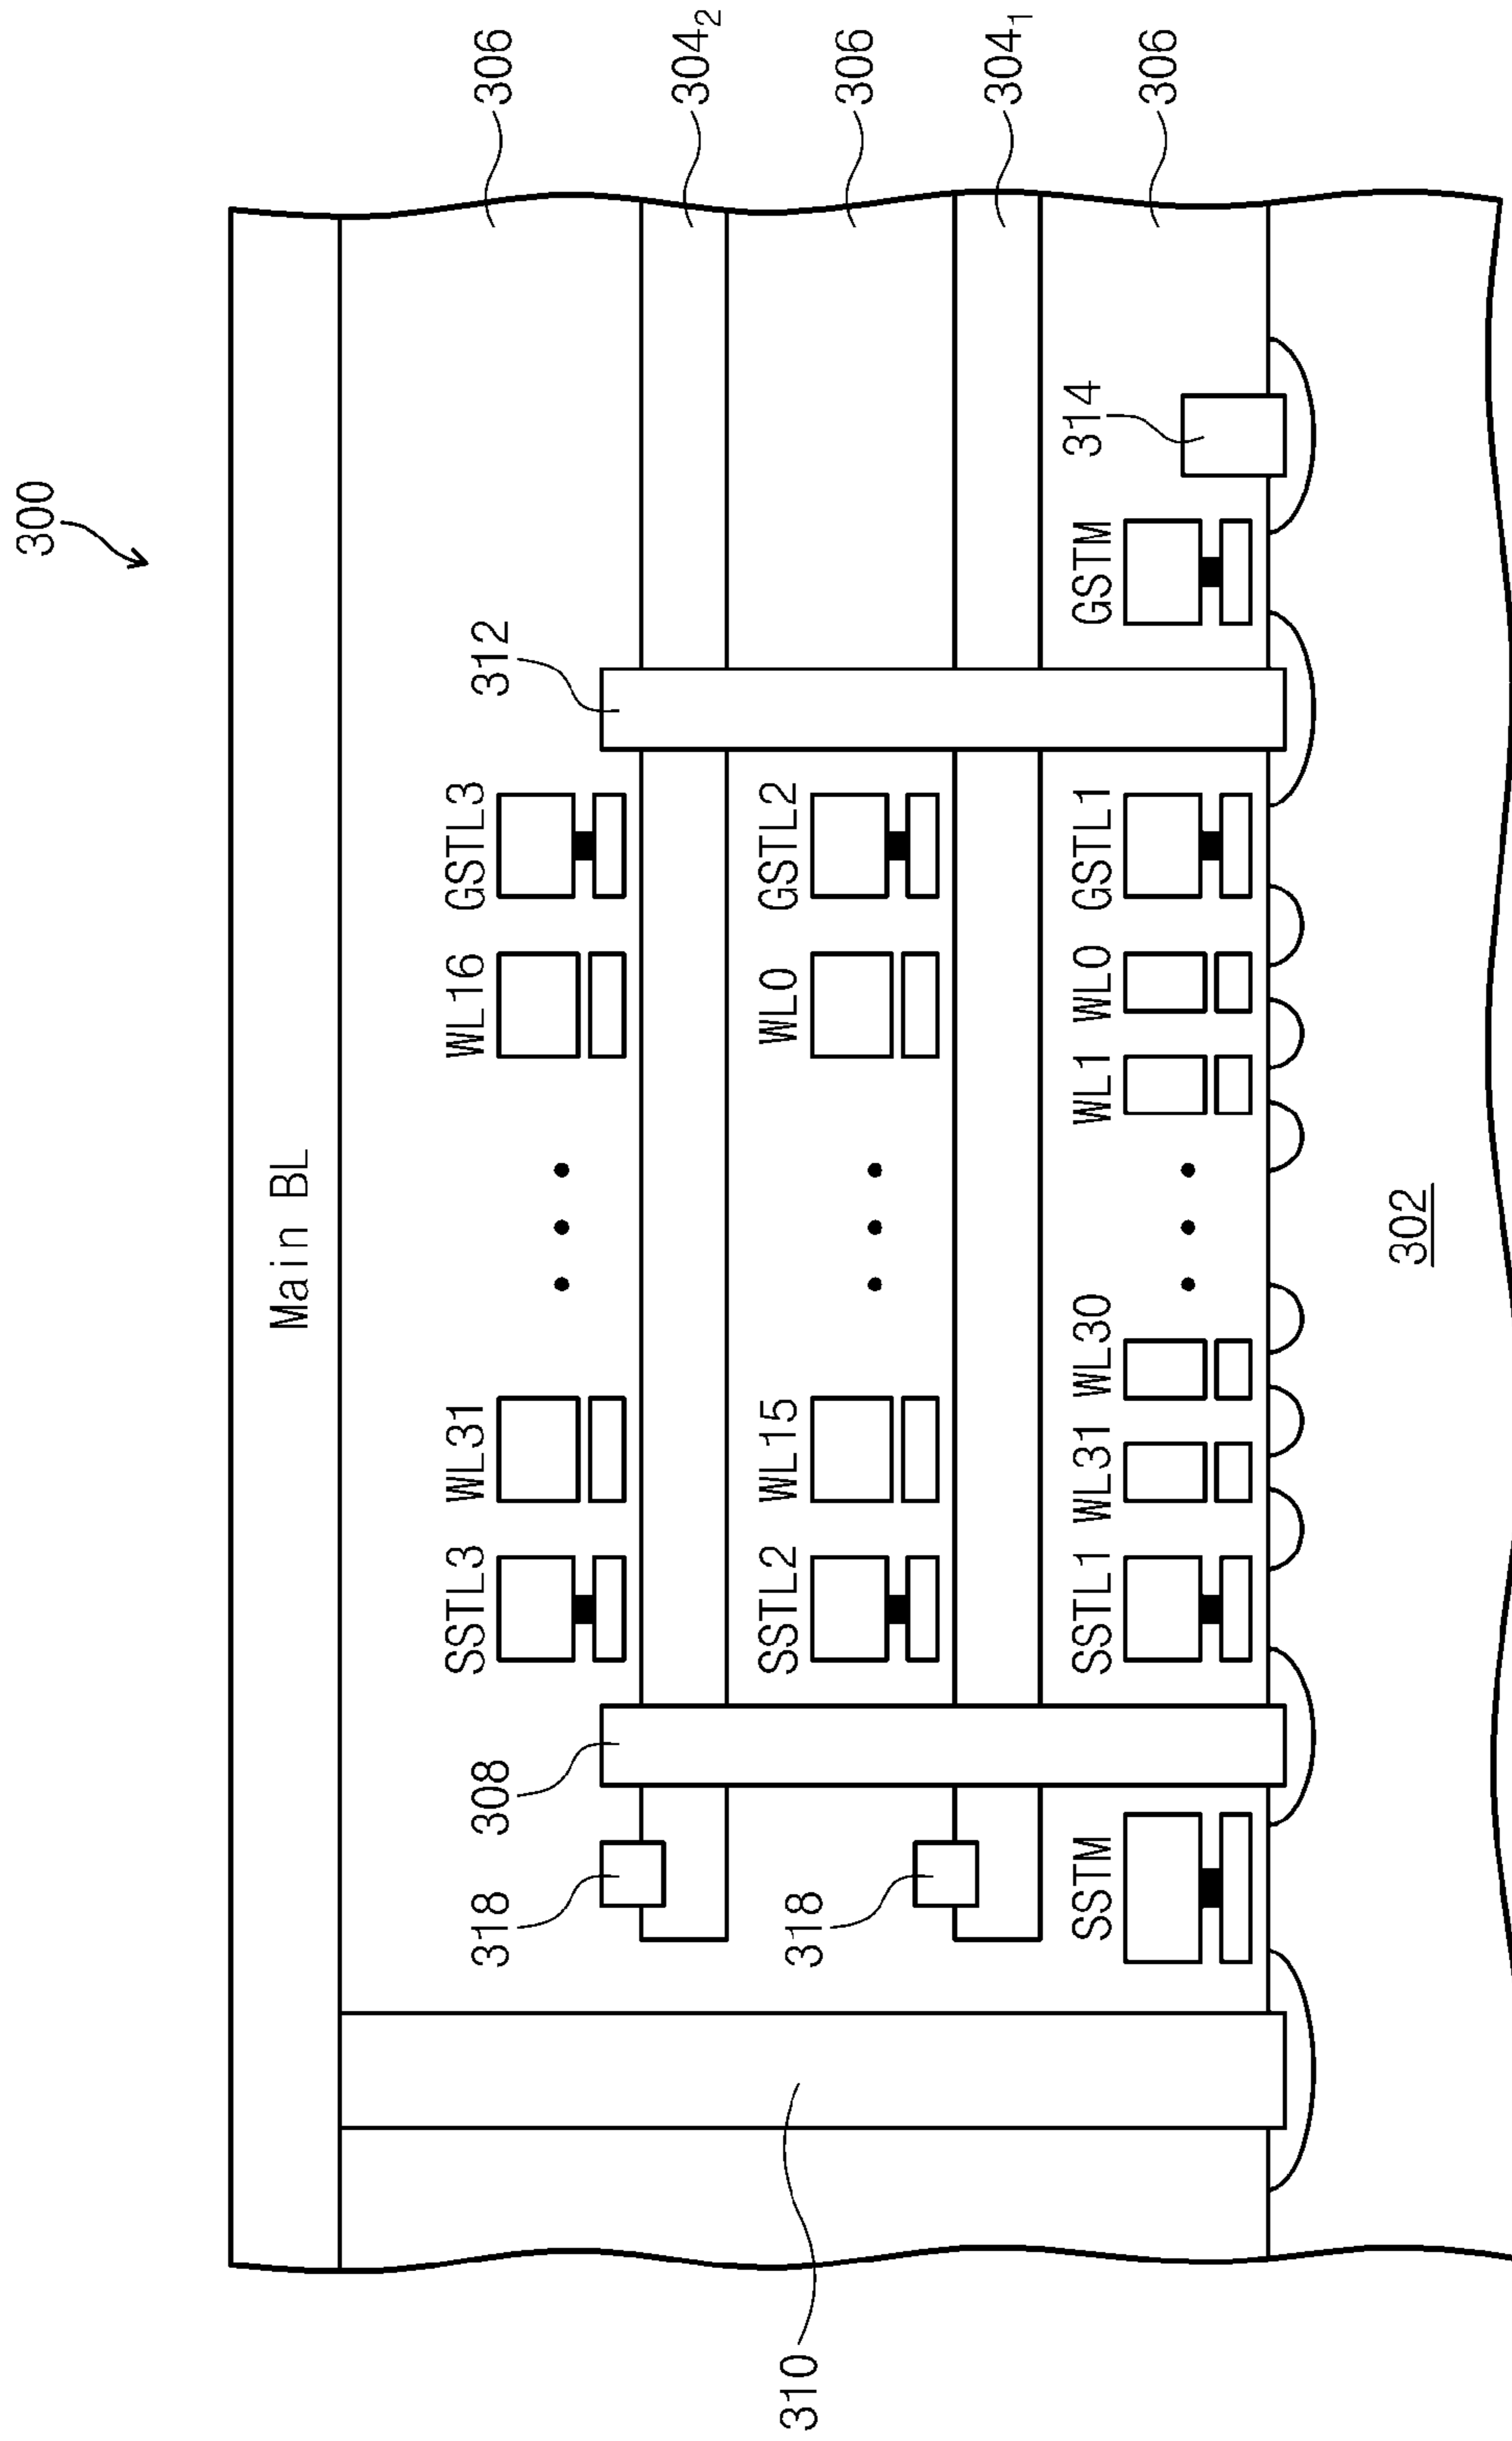 300
Main BL
306
304₂
306
304₁
306
312
314
308
318
318
310
SSTL3
WL31
WL16
GSTL3
SSTL2
WL15
WL0
GSTL2
SSTM
SSTL1
WL31
WL30
WL1
WL0
GSTL1
GSTM
302